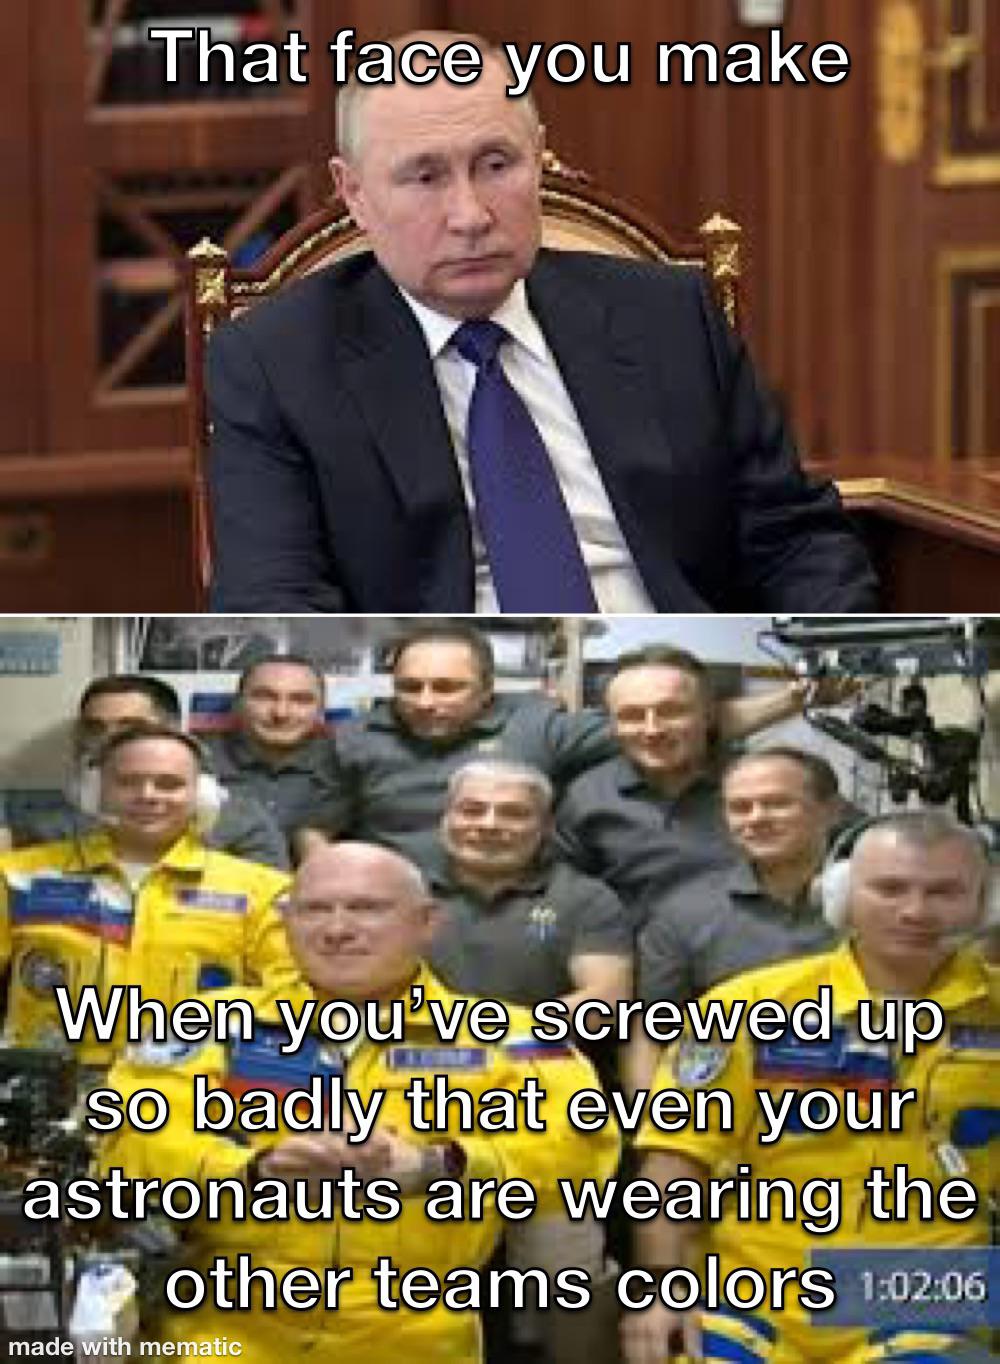 That face you make
When you’ve screwed up
so badly that even your
astronauts are wearing the
other teams colors
1:02:06
made with mematic